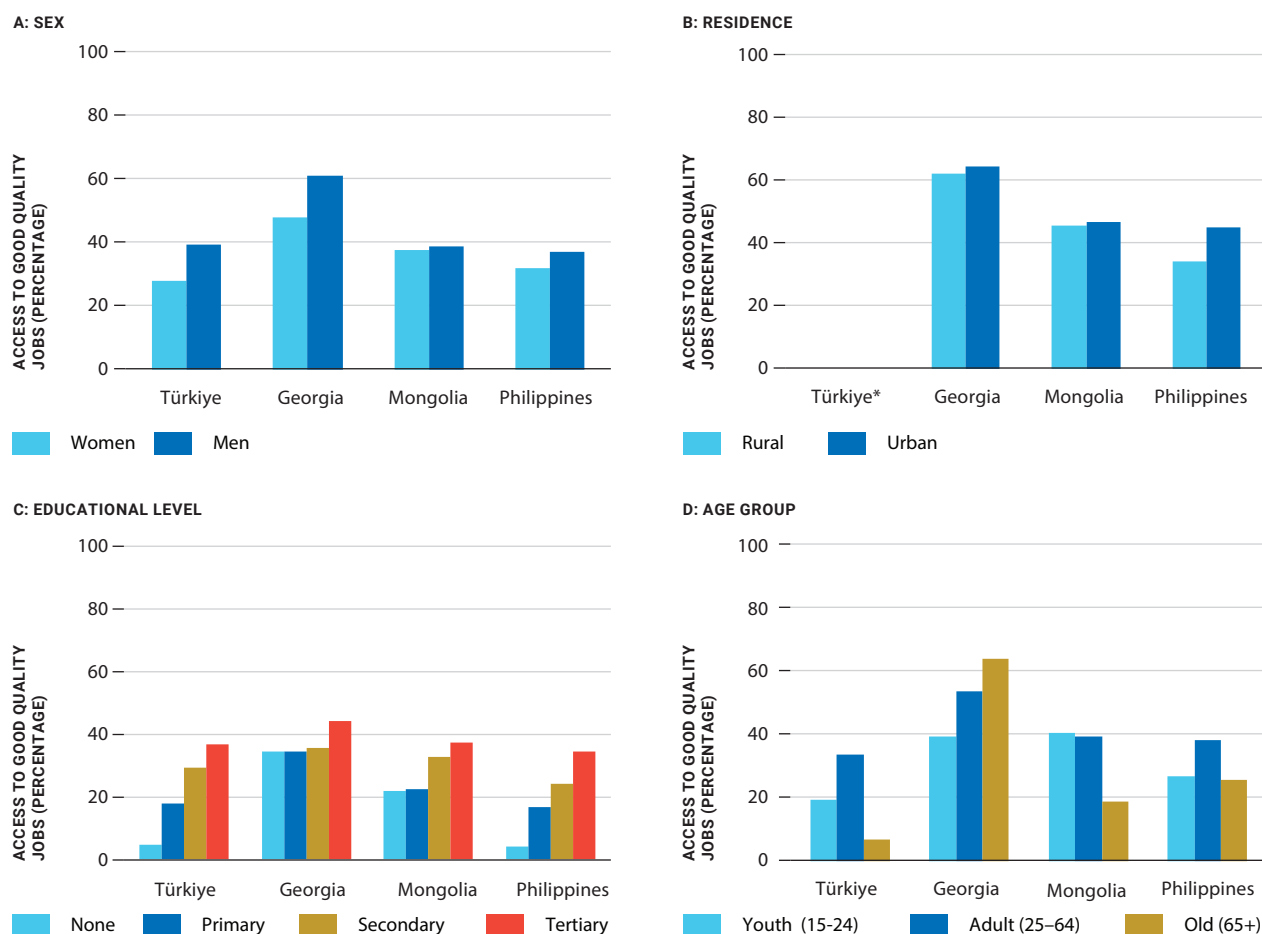 A: SEX
100
80
60
40
20
0
ACCESS TO GOOD QUALITY
JOBS (PERCENTAGE)
Türkiye Georgia Mongolia Philippines
Women Men
B: RESIDENCE
100
80
60
40
20
0
ACCESS TO GOOD QUALITY
JOBS (PERCENTAGE)
Türkiye* Georgia Mongolia Philippines
Rural Urban
C: EDUCATIONAL LEVEL
100
80
60
40
20
0
ACCESS TO GOOD QUALITY
JOBS (PERCENTAGE)
Türkiye Georgia Mongolia Philippines
None Primary Secondary Tertiary
D: AGE GROUP
100
80
60
40
20
0
ACCESS TO GOOD QUALITY
JOBS (PERCENTAGE)
Türkiye Georgia Mongolia Philippines
Youth (15-24) Adult (25–64) Old (65+)